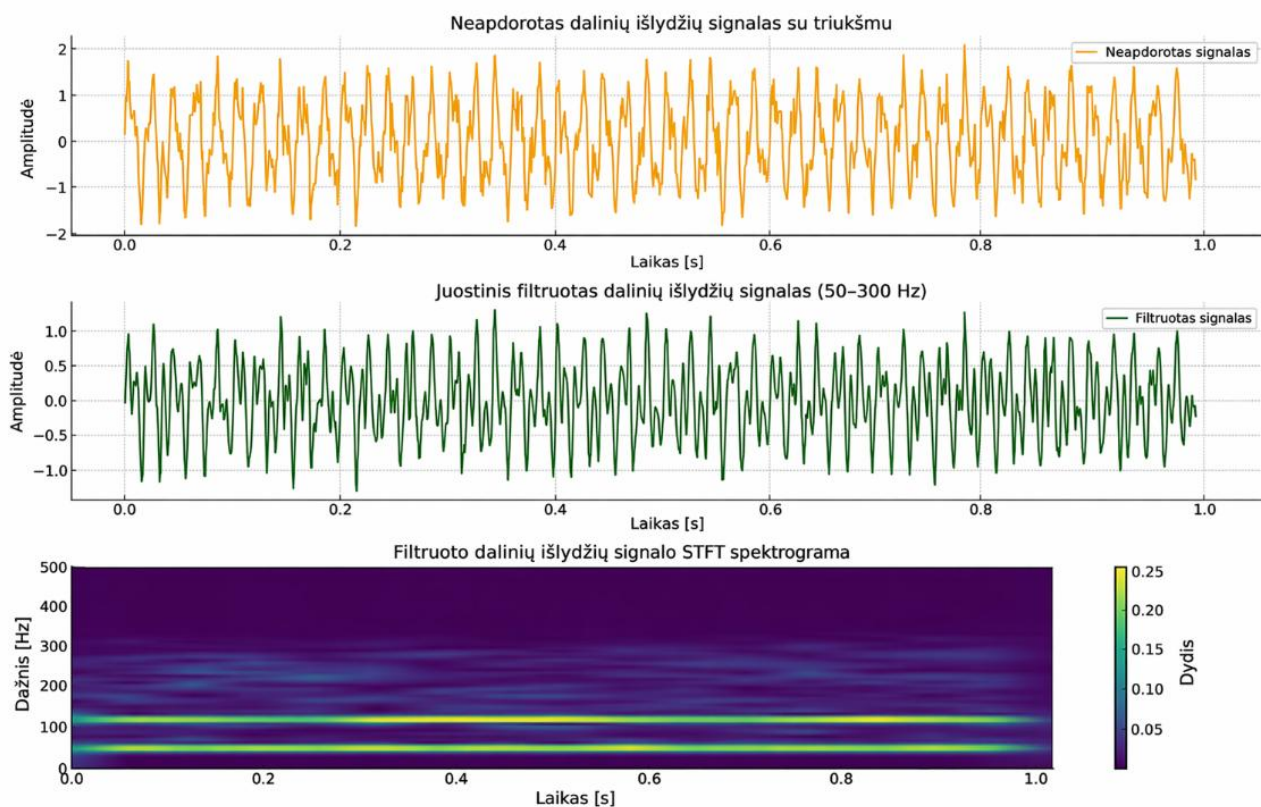 Neapdorotas dalinių išlydžių signalas su triukšmu
Neapdorotas signalas
Amplitudė
2
1
0
−1
−2
0.0 0.2 0.4 0.6 0.8 1.0
Laikas [s]
Juostinis filtruotas dalinių išlydžių signalas (50–300 Hz)
Filtruotas signalas
Amplitudė
1.0
0.5
0.0
−0.5
−1.0
0.0 0.2 0.4 0.6 0.8 1.0
Laikas [s]
Filtruoto dalinių išlydžių signalo STFT spektrograma
Dažnis [Hz]
500
400
300
200
100
0
0.0 0.2 0.4 0.6 0.8 1.0
Laikas [s]
0.25
0.20
0.15
0.10
0.05
Dydis